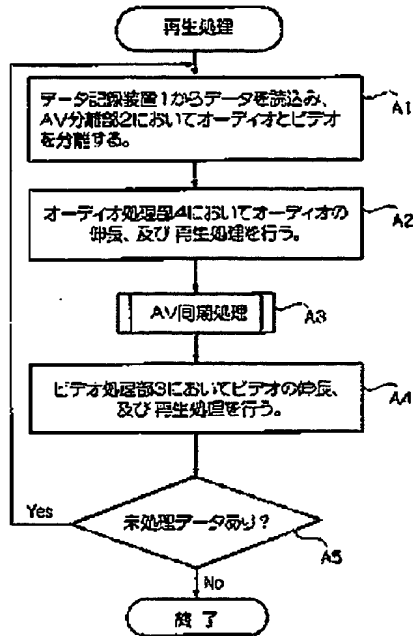 再生処理
データ記録装置1からデータを読込み、
AV分離部2においてオーディオとビデオ
を分離する。
A1
オーディオ処理部4においてオーディオの
伸長、及び再生処理を行う。
A2
AV同期処理
A3
ビデオ処理部3においてビデオの伸長、
及び再生処理を行う。
A4
未処理データあり?
A5
Yes
No
終了